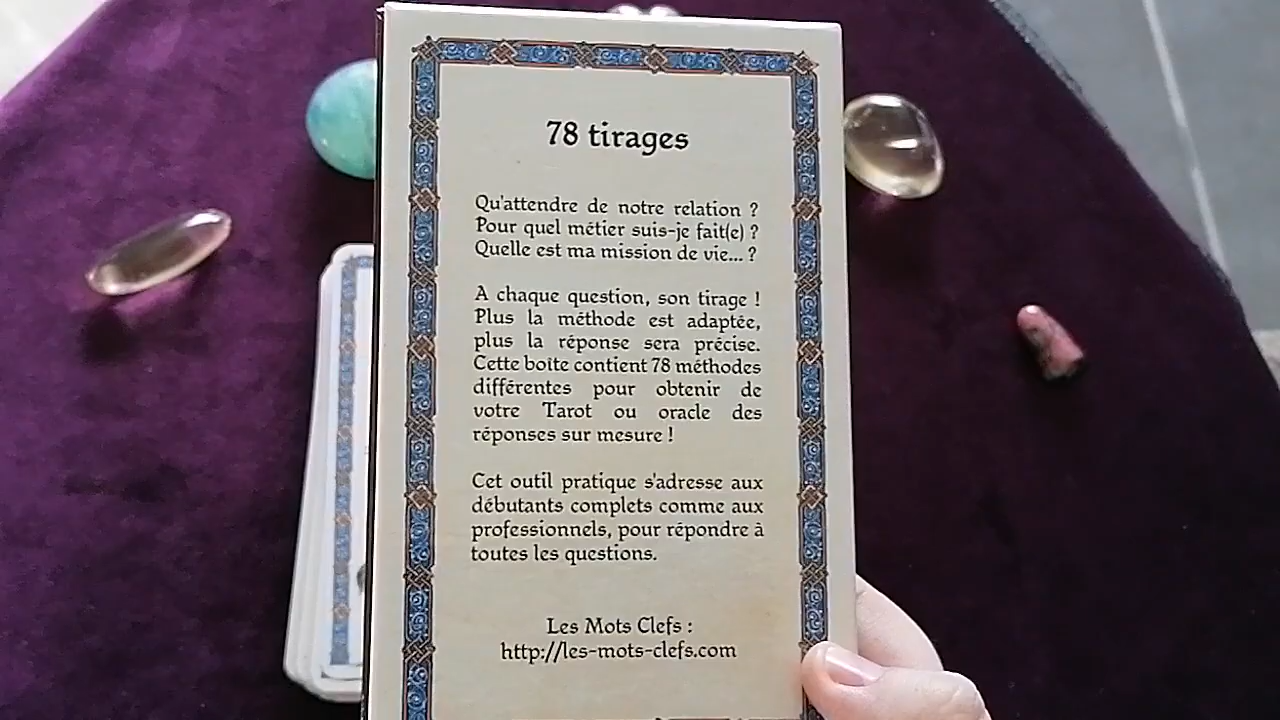 78 tirages
Qu'attendre de notre relation ?
Pour quel métier suis-je fait(e) ?
Quelle est ma mission de vie... ?
A chaque question, son tirage !
Plus la méthode est adaptée,
plus la réponse sera précise.
Cette boîte contient 78 méthodes
différentes pour obtenir de
votre Tarot ou oracle des
réponses sur mesure !
Cet outil pratique s'adresse aux
débutants complets comme aux
professionnels, pour répondre à
toutes les questions.
Les Mots Clefs :
http://les-mots-clefs.com